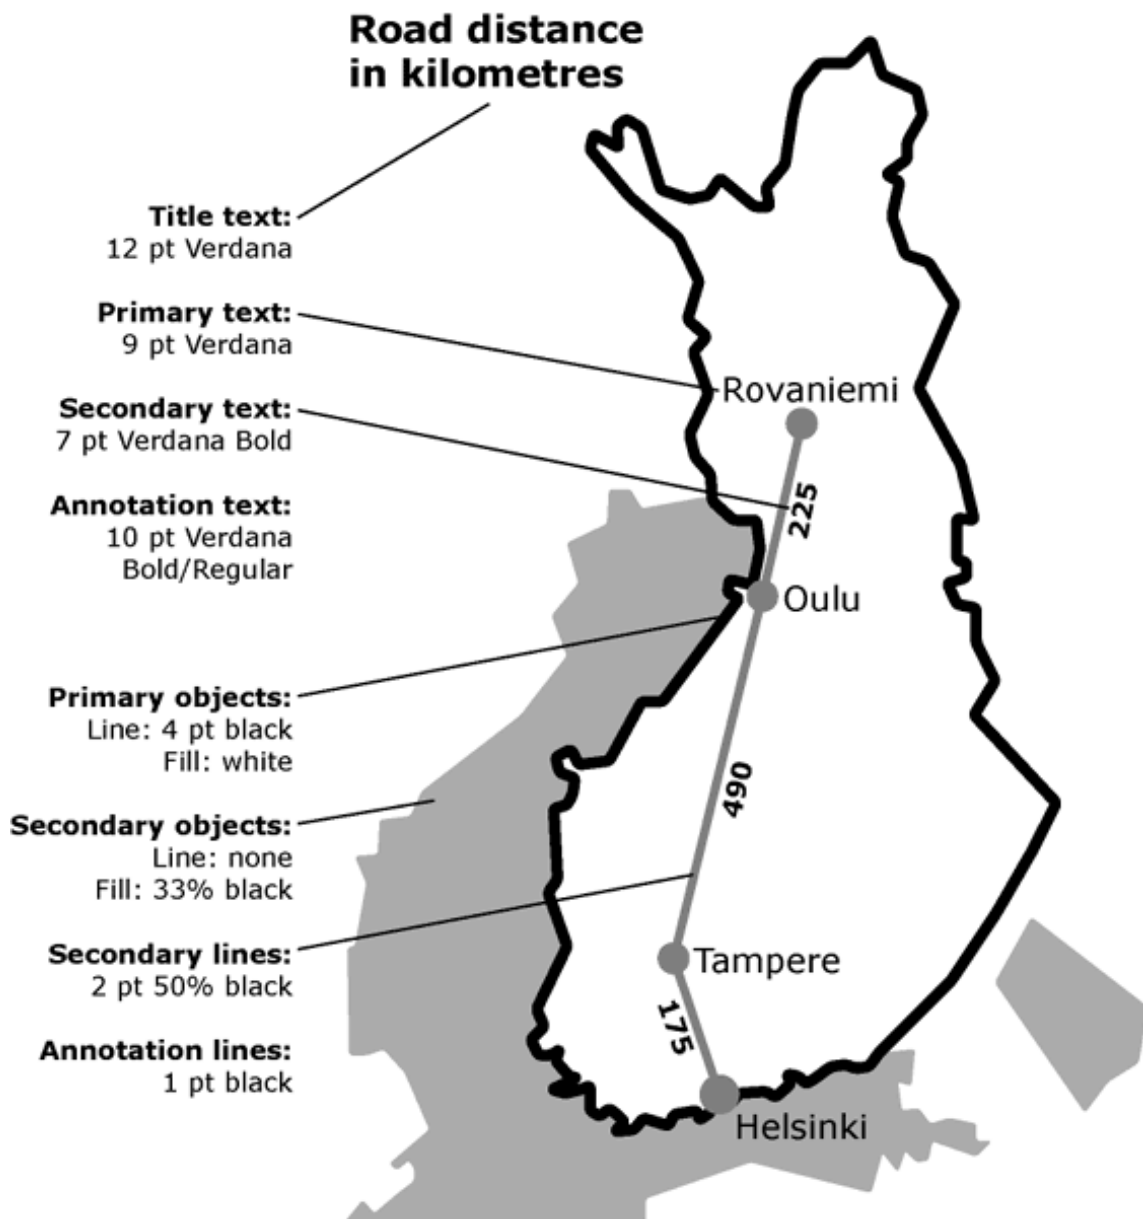 Road distance
in kilometres
Title text:
12 pt Verdana
Primary text:
9 pt Verdana
Secondary text:
7 pt Verdana Bold
Annotation text:
10 pt Verdana
Bold/Regular
Primary objects:
Line: 4 pt black
Fill: white
Secondary objects:
Line: none
Fill: 33% black
Secondary lines:
2 pt 50% black
Annotation lines:
1 pt black
Rovaniemi
225
Oulu
490
Tampere
175
Helsinki